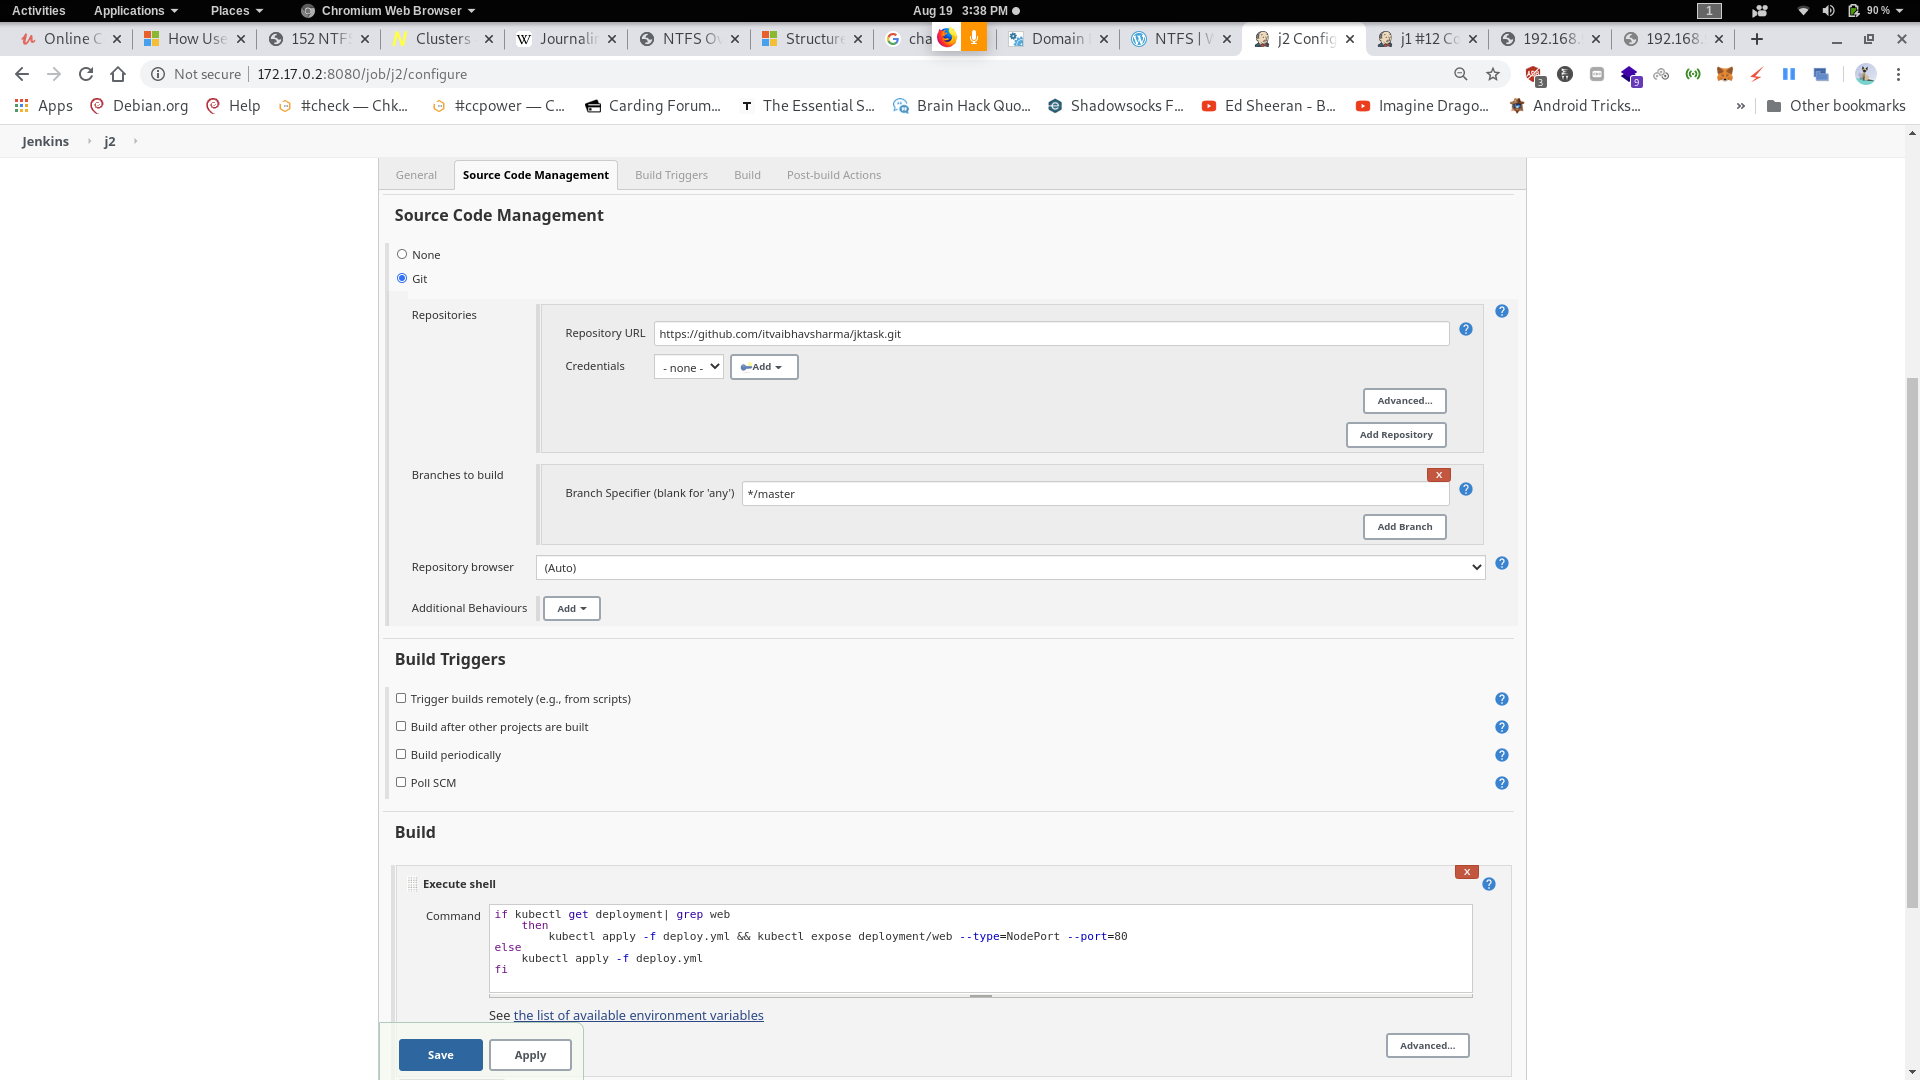 Activities Applications Places Chromium Web Browser Aug 19 3:38 PM 1 90 %
Online C How Use 152 NTFS Clusters W Journalin NTFS Ov Structure cha Domain NTFS | W j2 Config j1 #12 Co 192.168. 192.168.
Not secure 172.17.0.2:8080/job/j2/configure 3 9
Apps Debian.org Help #check — Chk... #ccpower — C... Carding Forum... T The Essential S... Brain Hack Quo... Shadowsocks F... Ed Sheeran - B... Imagine Drago... Android Tricks... » Other bookmarks
Jenkins j2
General Source Code Management Build Triggers Build Post-build Actions
Source Code Management
None
Git
Repositories
Repository URL https://github.com/itvaibhavsharma/jktask.git
Credentials - none - Add
Advanced...
Add Repository
Branches to build X
Branch Specifier (blank for 'any') */master
Add Branch
Repository browser (Auto)
Additional Behaviours Add
Build Triggers
Trigger builds remotely (e.g., from scripts)
Build after other projects are built
Build periodically
Poll SCM
Build
X
Execute shell
Command
if kubectl get deployment| grep web
then
kubectl apply -f deploy.yml && kubectl expose deployment/web --type=NodePort --port=80
else
kubectl apply -f deploy.yml
fi
See the list of available environment variables
Advanced...
Save Apply